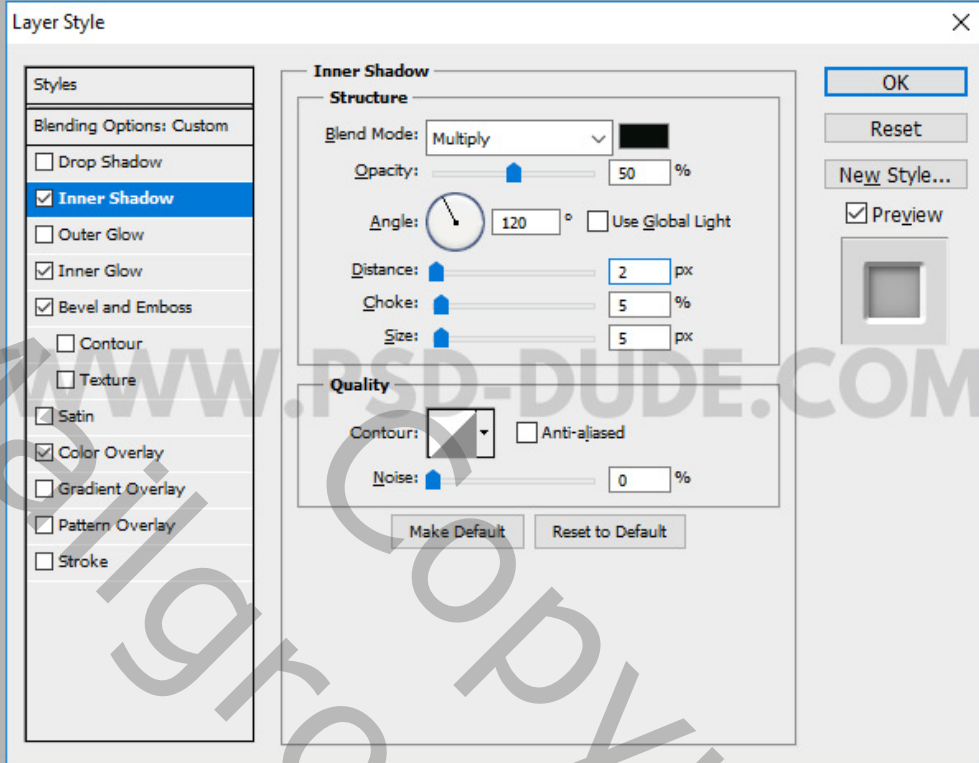 Layer Style
Styles
Blending Options: Custom
Drop Shadow
Inner Shadow
Outer Glow
Inner Glow
Bevel and Emboss
Contour
Texture
Satin
Color Overlay
Gradient Overlay
Pattern Overlay
Stroke
Inner Shadow
Structure
Blend Mode: Multiply
Opacity: 50 %
Angle: 120 ° Use Global Light
Distance: 2 px
Choke: 5 %
Size: 5 px
Quality
Contour: Anti-aliased
Noise: 0 %
Make Default Reset to Default
OK
Reset
New Style...
Preview
WWW.PSD-DUDE.COM
Copy